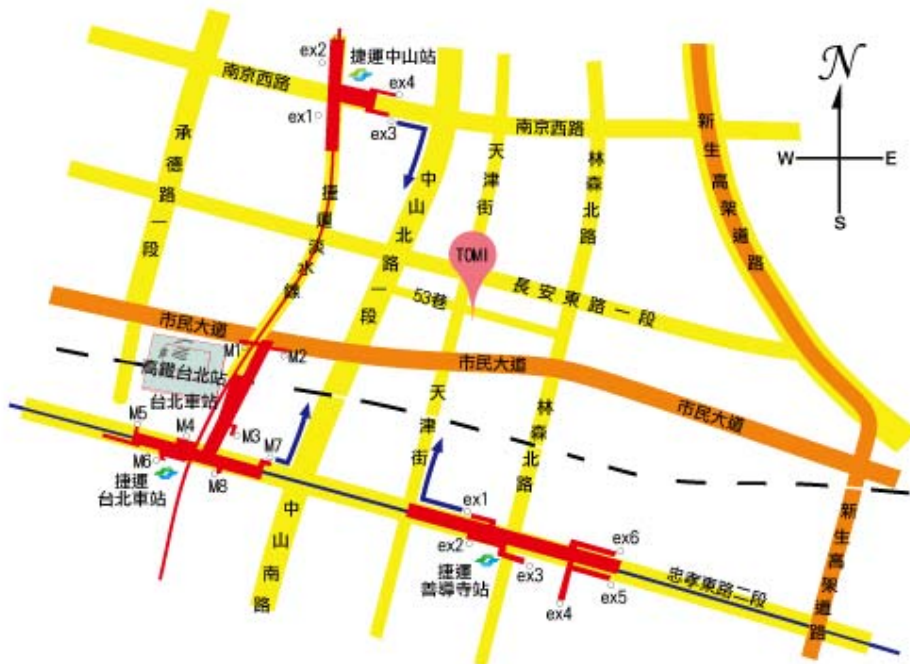 ex2
捷運中山站
N
南京西路
ex4
ex1
ex3
南京西路
新生高架道路
W
E
S
承德路一段
捷運淡水線
中山北路一段
天津街
林森北路
TOMI
53巷
長安東路一段
市民大道
M1
M2
市民大道
高鐵台北站
台北車站
市民大道
M5
M4
M3
M7
M6
M8
捷運
台北車站
中山南路
天津街
林森北路
ex1
ex2
ex3
捷運
善導寺站
ex6
ex5
ex4
忠孝東路二段
新生高架道路